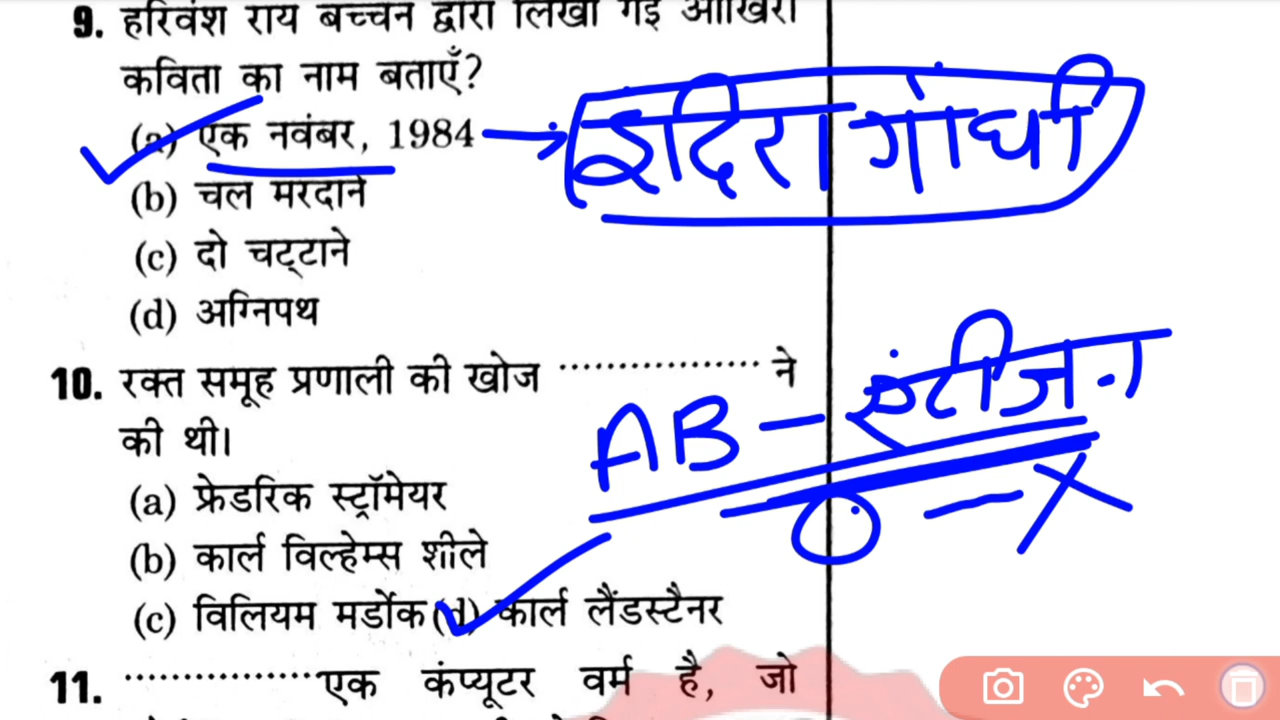 9. हरिवंश राय बच्चन द्वारा लिखी गई आखिरी
कविता का नाम बताएँ?
(a) एक नवंबर, 1984 → इंदिरा गांधी
(b) चल मरदाने
(c) दो चट्टाने
(d) अग्निपथ
10. रक्त समूह प्रणाली की खोज ............... ने
की थी।
AB - एंटीजन
O - X
(a) फ्रेडरिक स्ट्रॉमेयर
(b) कार्ल विल्हेम्स शीले
(c) विलियम मर्डोक (d) कार्ल लैंडस्टैनर
11. ...............एक कंप्यूटर वर्म है, जो